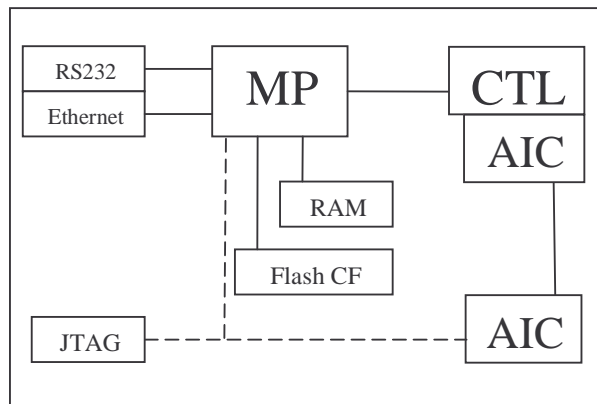 RS232
Ethernet
MP
CTL
AIC
RAM
Flash CF
JTAG
AIC